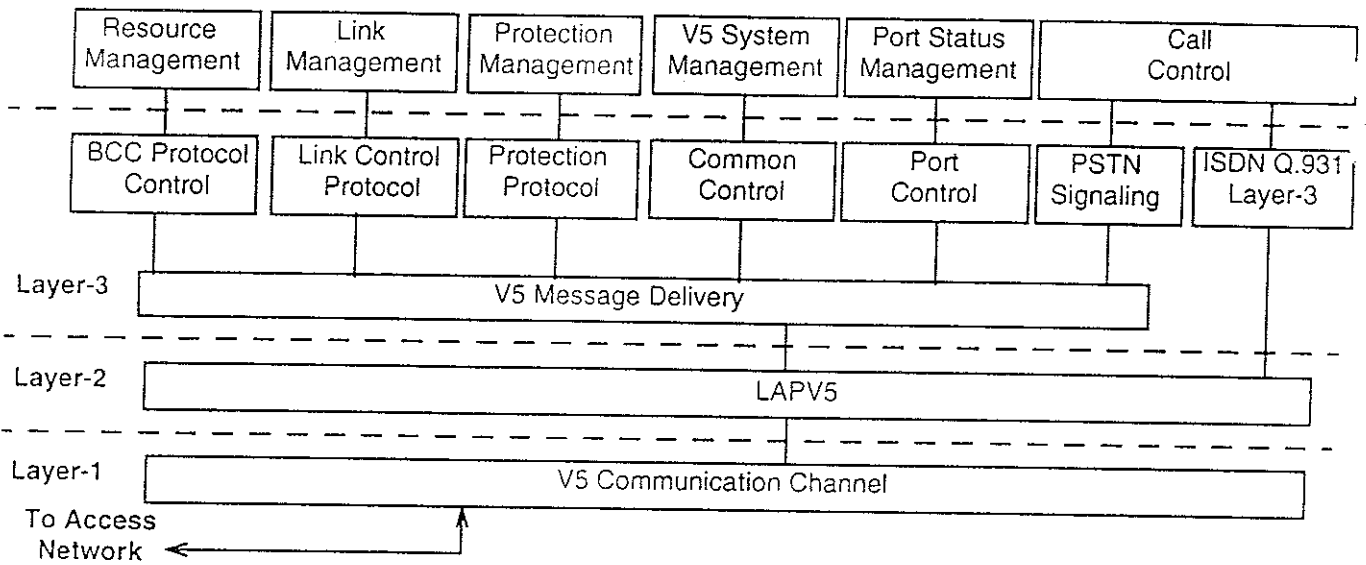 Resource
Management
Link
Management
Protection
Management
V5 System
Management
Port Status
Management
Call
Control
BCC Protocol
Control
Link Control
Protocol
Protection
Protocol
Common
Control
Port
Control
PSTN
Signaling
ISDN Q.931
Layer-3
Layer-3
V5 Message Delivery
Layer-2
LAPV5
Layer-1
V5 Communication Channel
To Access
Network